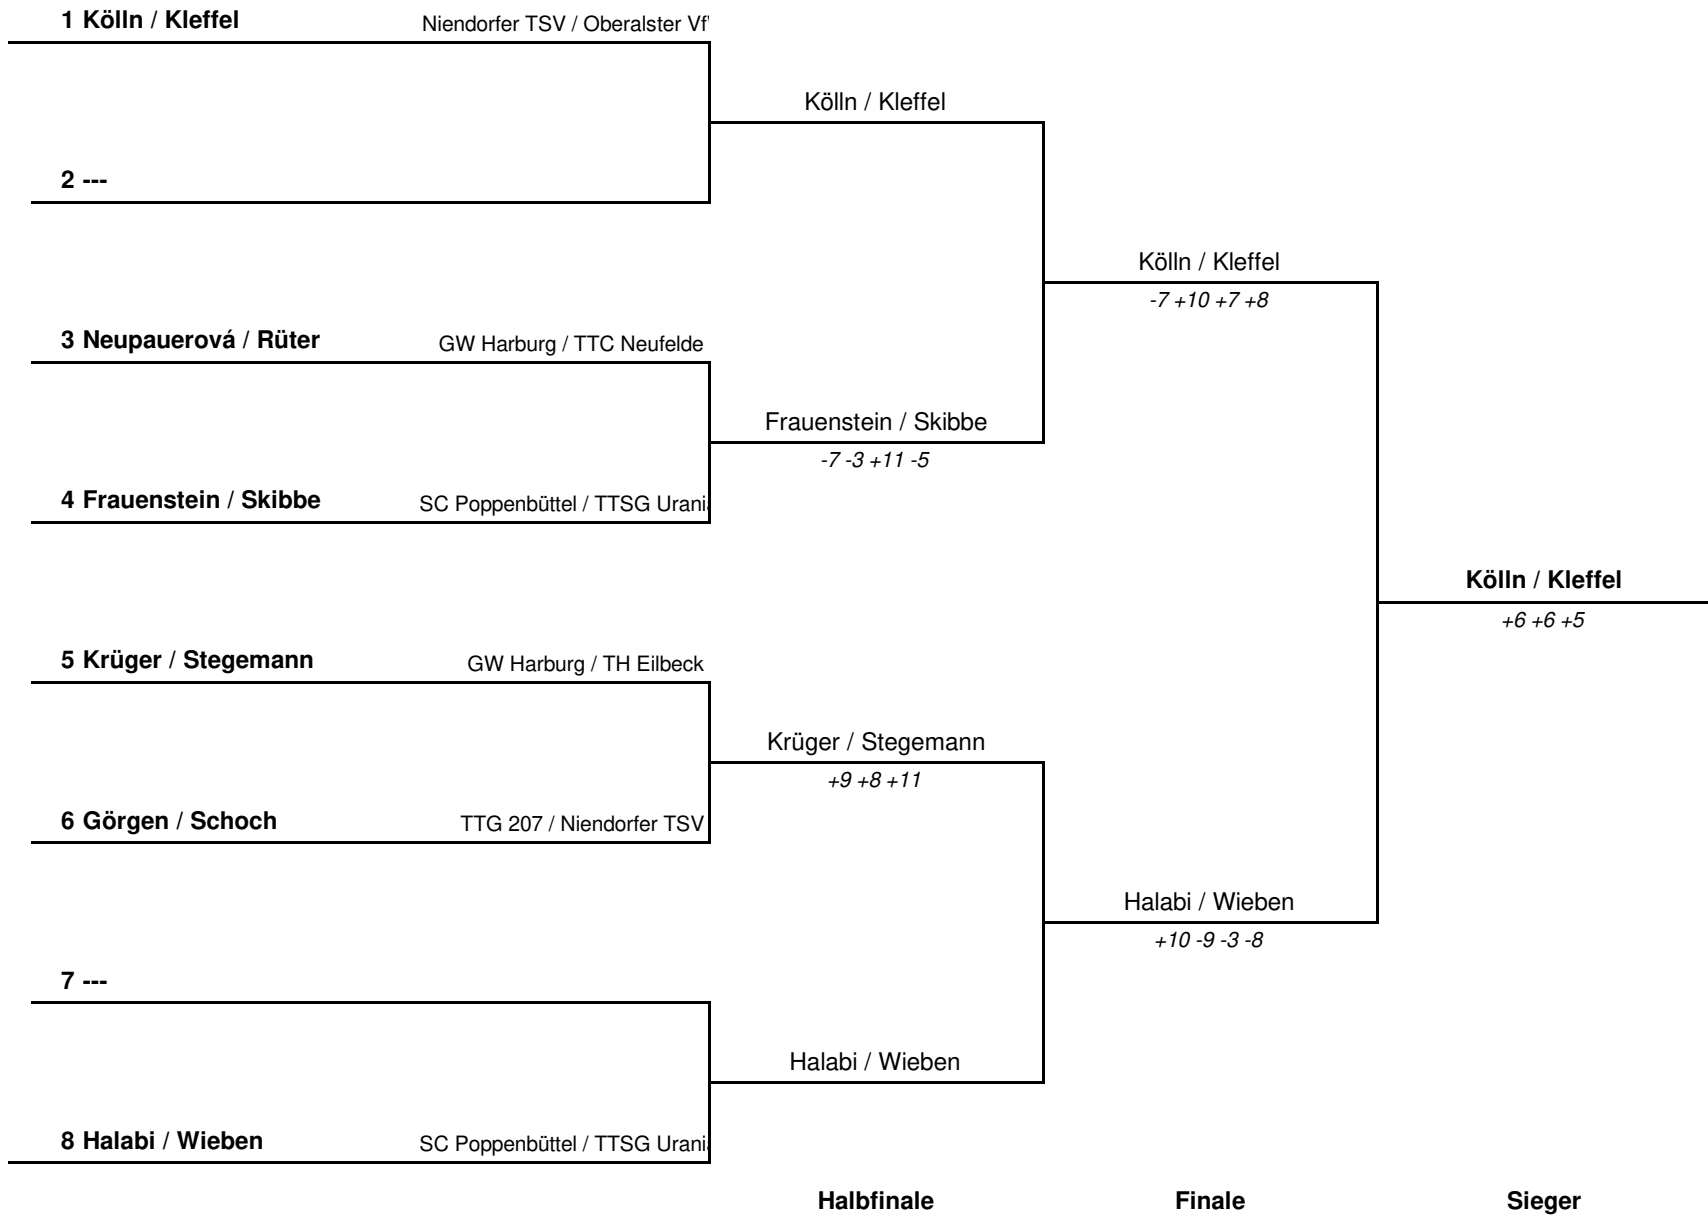 1 Kölln / Kleffel Niendorfer TSV / Oberalster Vf
Kölln / Kleffel
2 ---
Kölln / Kleffel
-7 +10 +7 +8
3 Neupauerová / Rüter GW Harburg / TTC Neufelde
Frauenstein / Skibbe
-7 -3 +11 -5
4 Frauenstein / Skibbe SC Poppenbüttel / TTSG Urani
Kölln / Kleffel
+6 +6 +5
5 Krüger / Stegemann GW Harburg / TH Eilbeck
Krüger / Stegemann
+9 +8 +11
6 Görgen / Schoch TTG 207 / Niendorfer TSV
Halabi / Wieben
+10 -9 -3 -8
7 ---
Halabi / Wieben
8 Halabi / Wieben SC Poppenbüttel / TTSG Urani
Halbfinale Finale Sieger